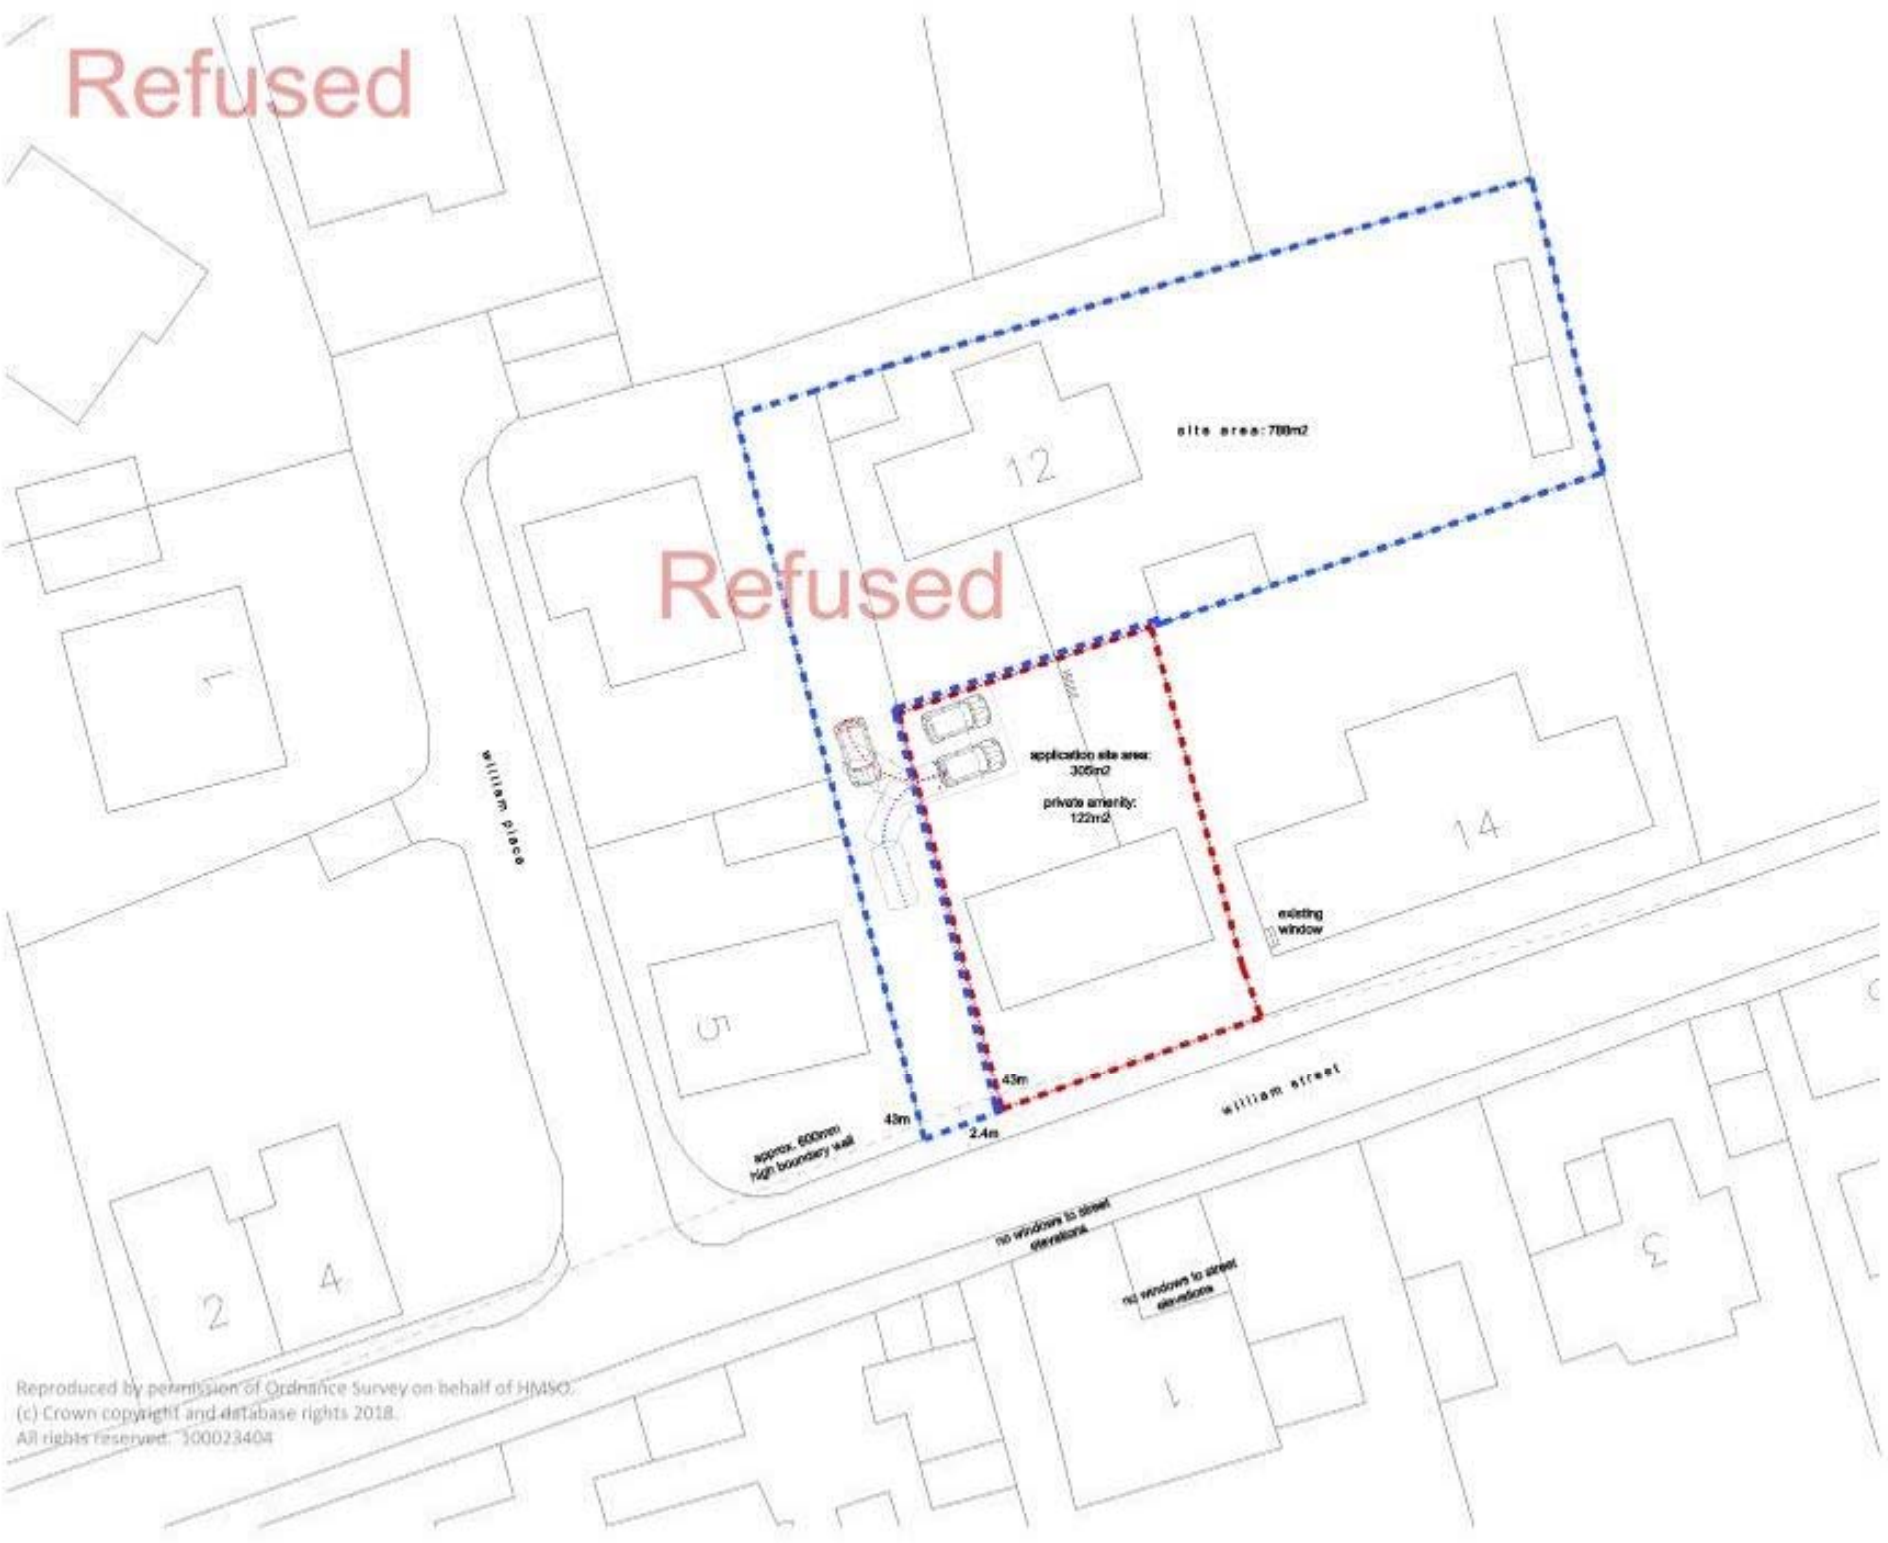 Refused
site area: 788m2
12
Refused
1
william place
application site area:
305m2
private amenity:
122m2
14
existing
window
5
43m
43m
2.4m
approx. 600mm
high boundary wall
william street
no windows to street
elevations
no windows to street
elevations
2
4
3
1
Reproduced by permission of Ordnance Survey on behalf of HMSO.
(c) Crown copyright and database rights 2018.
All rights reserved. 100023404